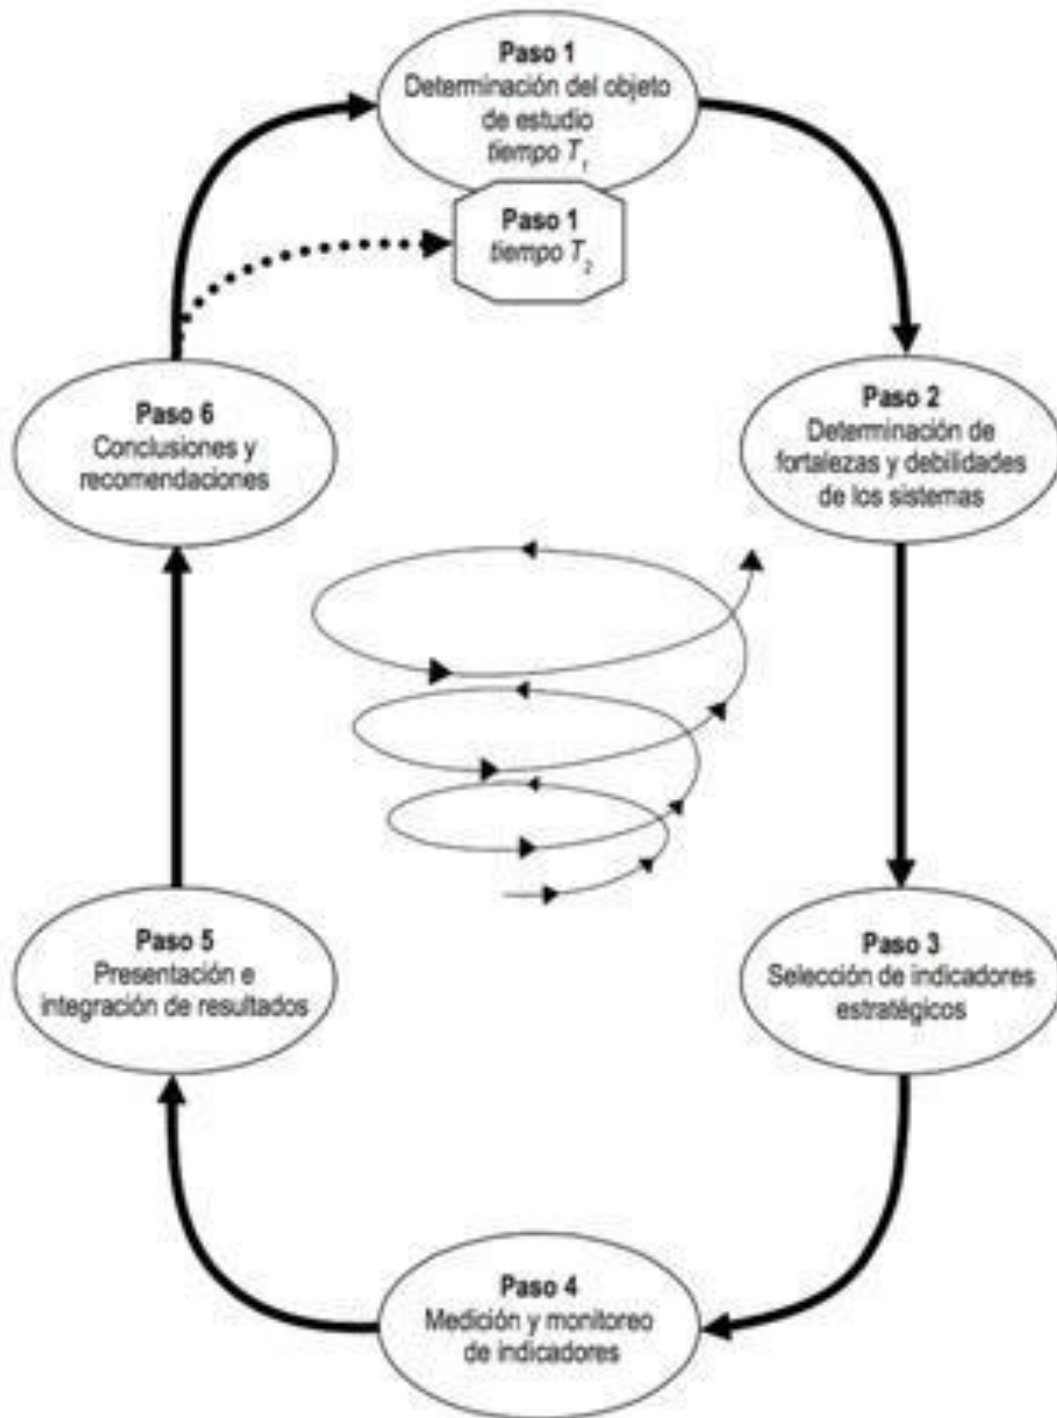 Paso 1
Determinación del objeto
de estudio
tiempo T₁
Paso 1
tiempo T₂
Paso 2
Determinación de
fortalezas y debilidades
de los sistemas
Paso 3
Selección de indicadores
estratégicos
Paso 4
Medición y monitoreo
de indicadores
Paso 5
Presentación e
integración de resultados
Paso 6
Conclusiones y
recomendaciones